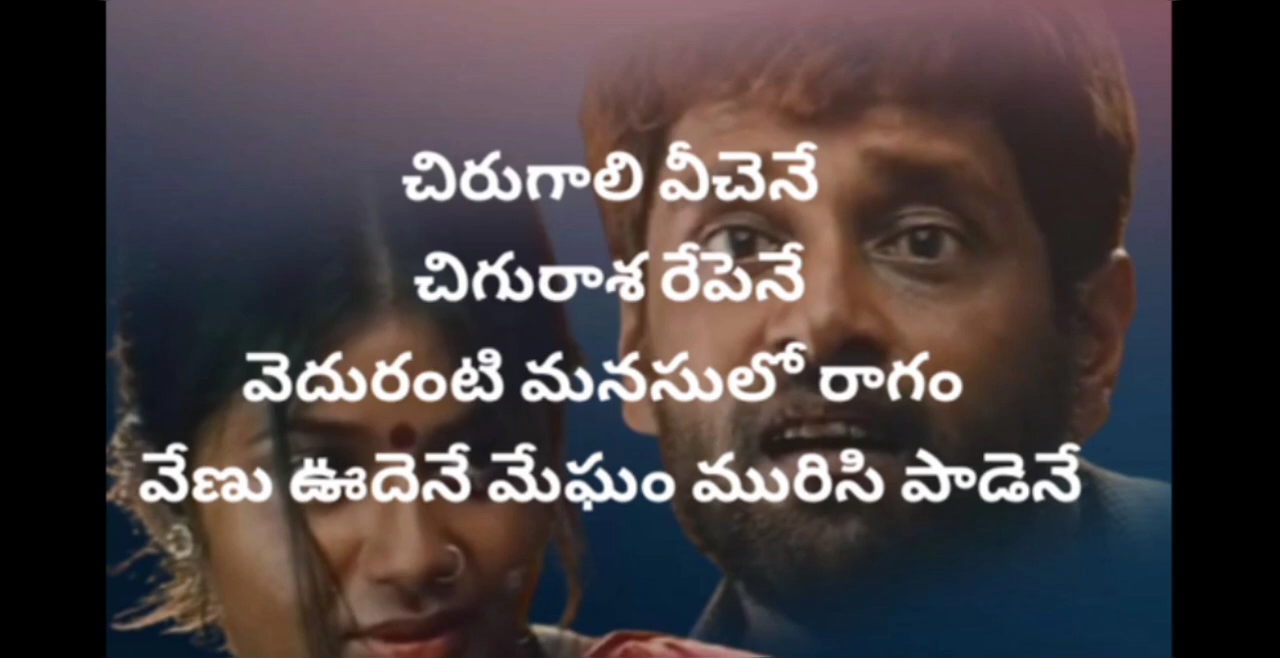 చిరుగాలి వీచెనే
చిగురాశ రేపెనే
వెదురంటి మనసులో రాగం
వేణు ఊదెనే మేఘం మురిసి పాడెనే